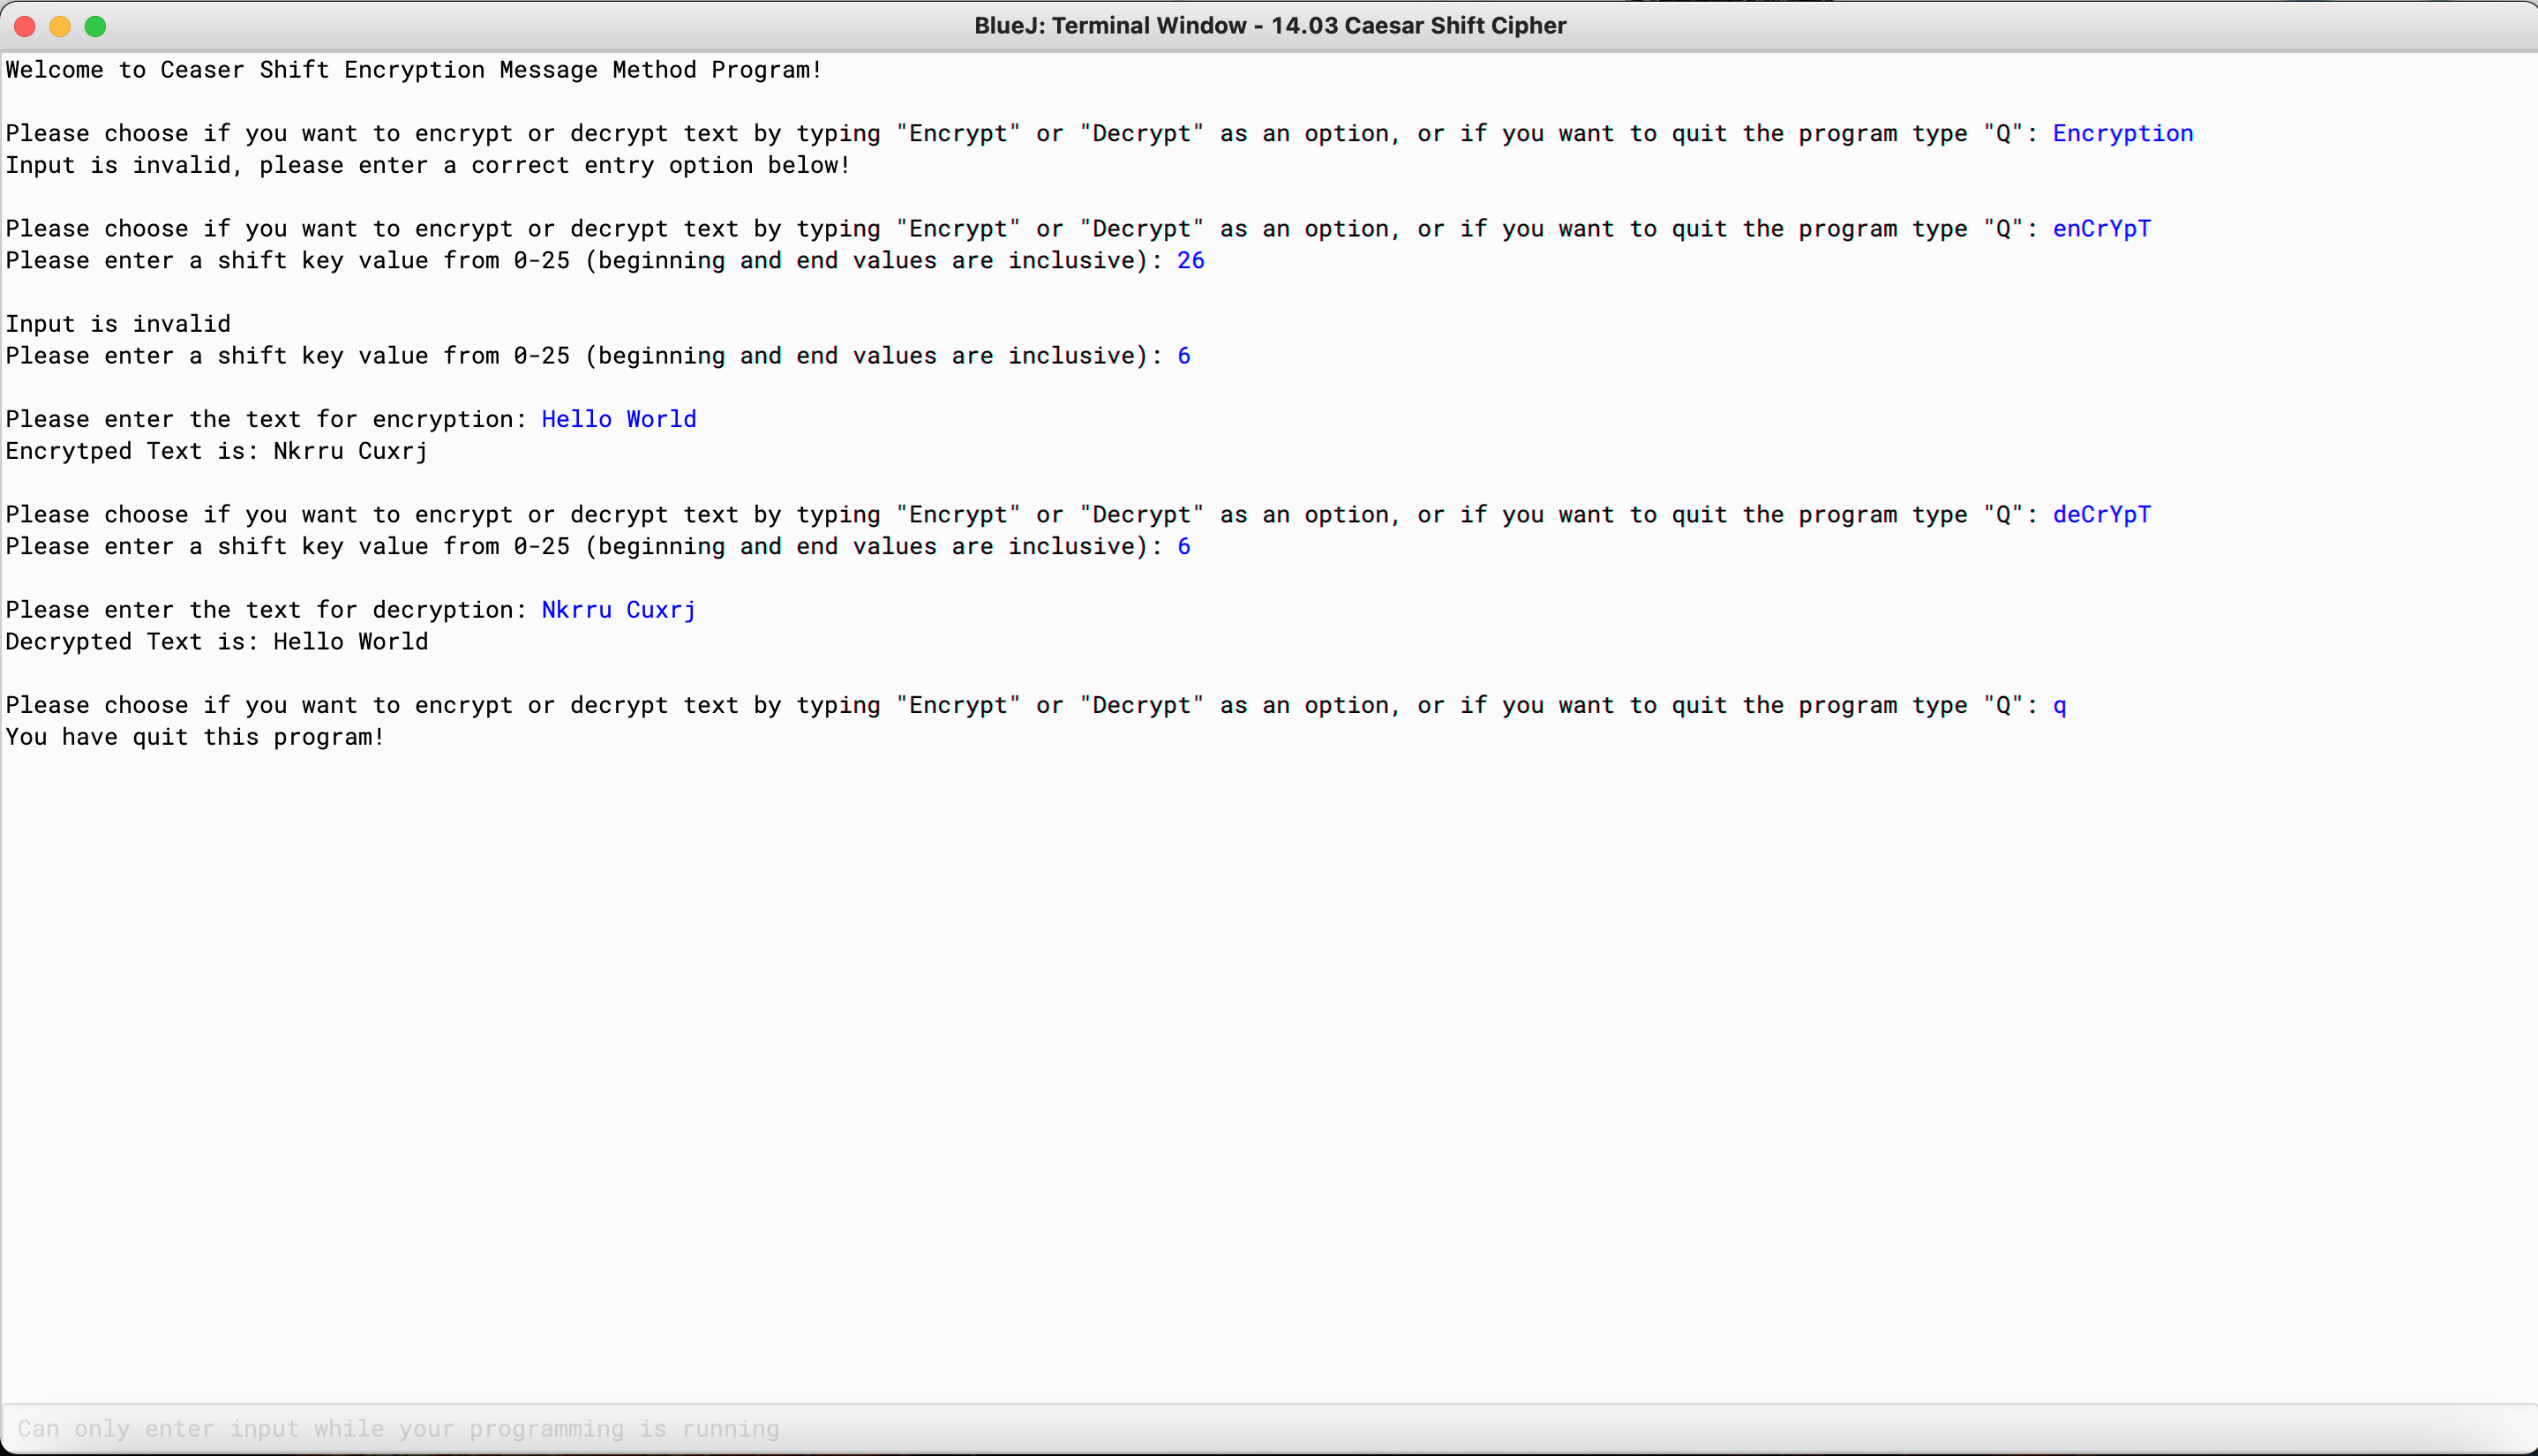 BlueJ: Terminal Window - 14.03 Caesar Shift Cipher
Welcome to Ceaser Shift Encryption Message Method Program!
Please choose if you want to encrypt or decrypt text by typing "Encrypt" or "Decrypt" as an option, or if you want to quit the program type "Q": Encryption
Input is invalid, please enter a correct entry option below!
Please choose if you want to encrypt or decrypt text by typing "Encrypt" or "Decrypt" as an option, or if you want to quit the program type "Q": enCrYpT
Please enter a shift key value from 0-25 (beginning and end values are inclusive): 26
Input is invalid
Please enter a shift key value from 0-25 (beginning and end values are inclusive): 6
Please enter the text for encryption: Hello World
Encrytped Text is: Nkrru Cuxrj
Please choose if you want to encrypt or decrypt text by typing "Encrypt" or "Decrypt" as an option, or if you want to quit the program type "Q": deCrYpT
Please enter a shift key value from 0-25 (beginning and end values are inclusive): 6
Please enter the text for decryption: Nkrru Cuxrj
Decrypted Text is: Hello World
Please choose if you want to encrypt or decrypt text by typing "Encrypt" or "Decrypt" as an option, or if you want to quit the program type "Q": q
You have quit this program!
Can only enter input while your programming is running